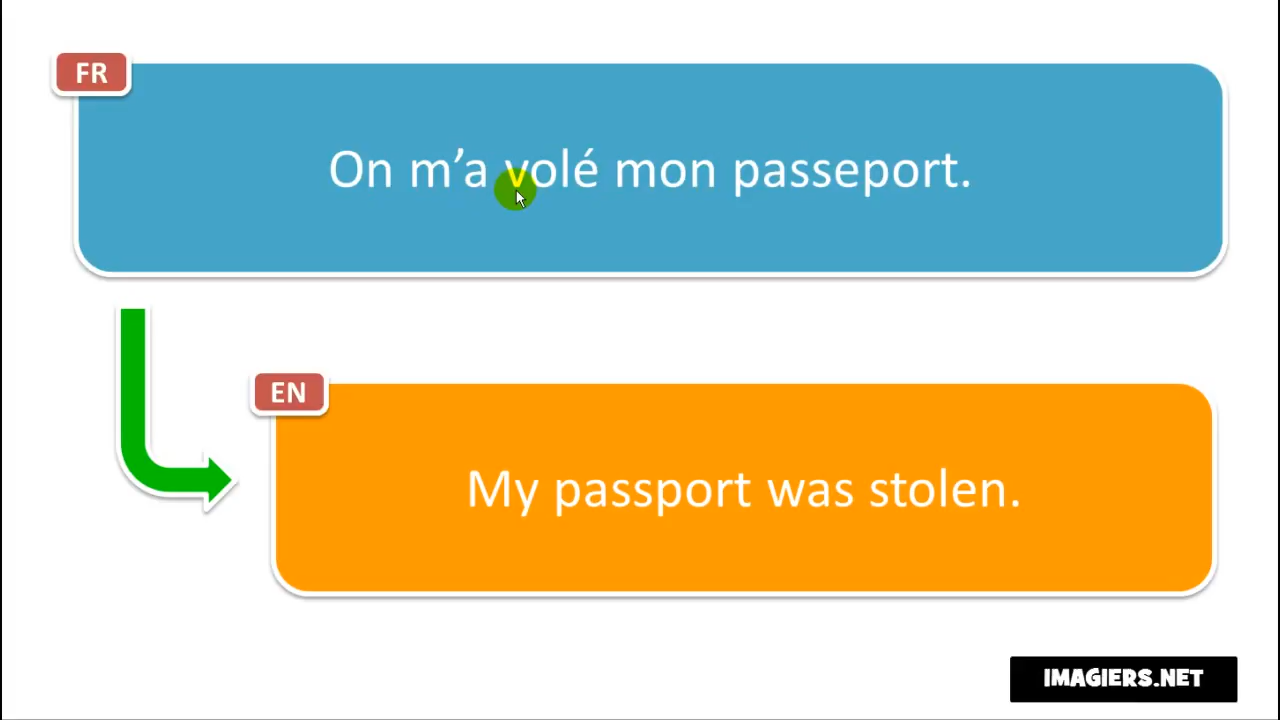 FR
On m’a volé mon passeport.
EN
My passport was stolen.
IMAGIERS.NET